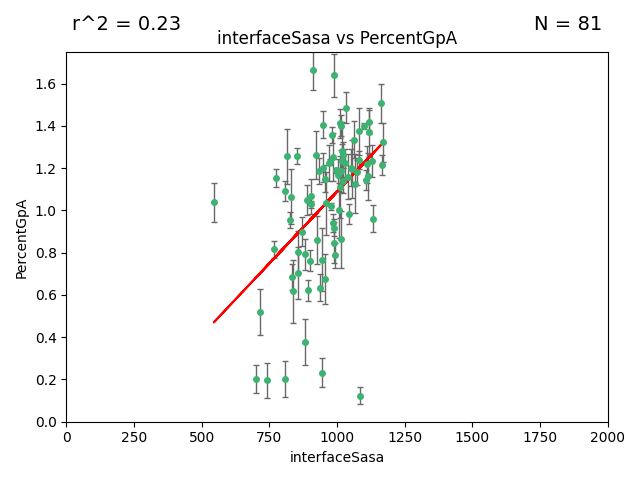 r^2 = 0.23
N = 81
interfaceSasa vs PercentGpA
PercentGpA
1.6
1.4
1.2
1.0
0.8
0.6
0.4
0.2
0.0
0 250 500 750 1000 1250 1500 1750 2000
interfaceSasa